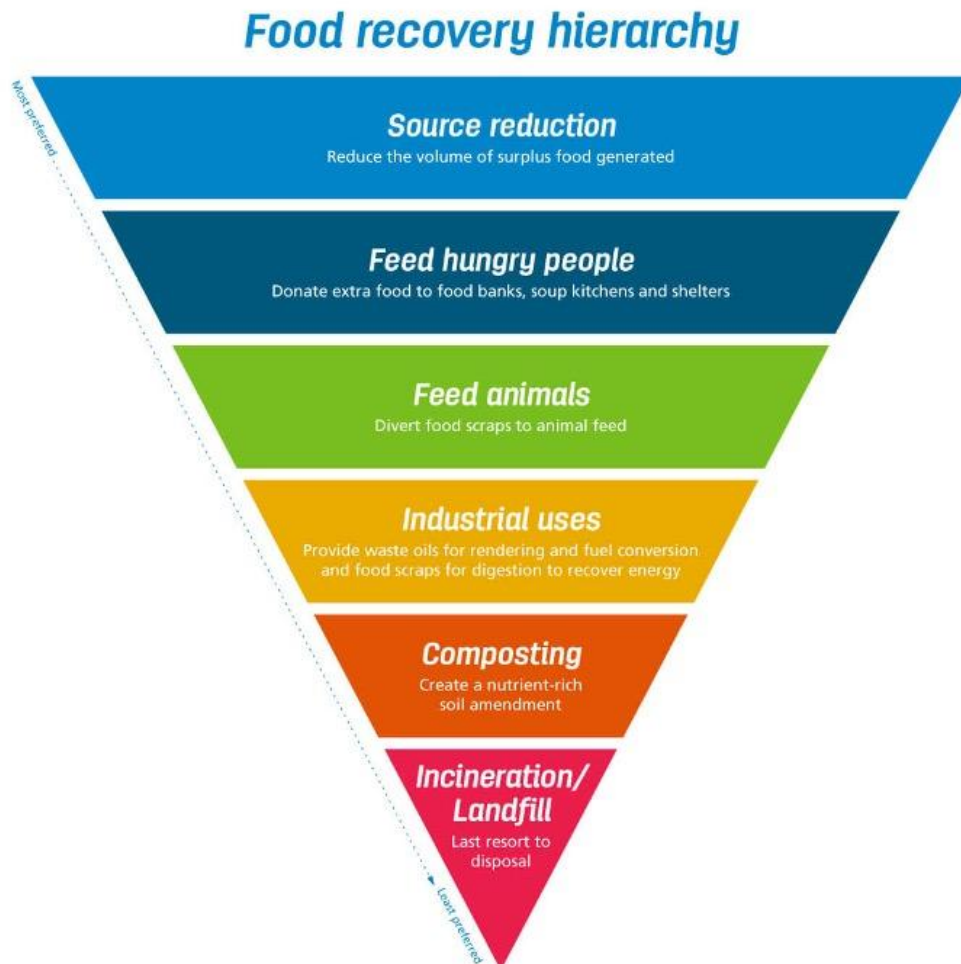 Food recovery hierarchy
Most preferred
Source reduction
Reduce the volume of surplus food generated
Feed hungry people
Donate extra food to food banks, soup kitchens and shelters
Feed animals
Divert food scraps to animal feed
Industrial uses
Provide waste oils for rendering and fuel conversion
and food scraps for digestion to recover energy
Composting
Create a nutrient-rich
soil amendment
Incineration/
Landfill
Last resort to
disposal
Least preferred